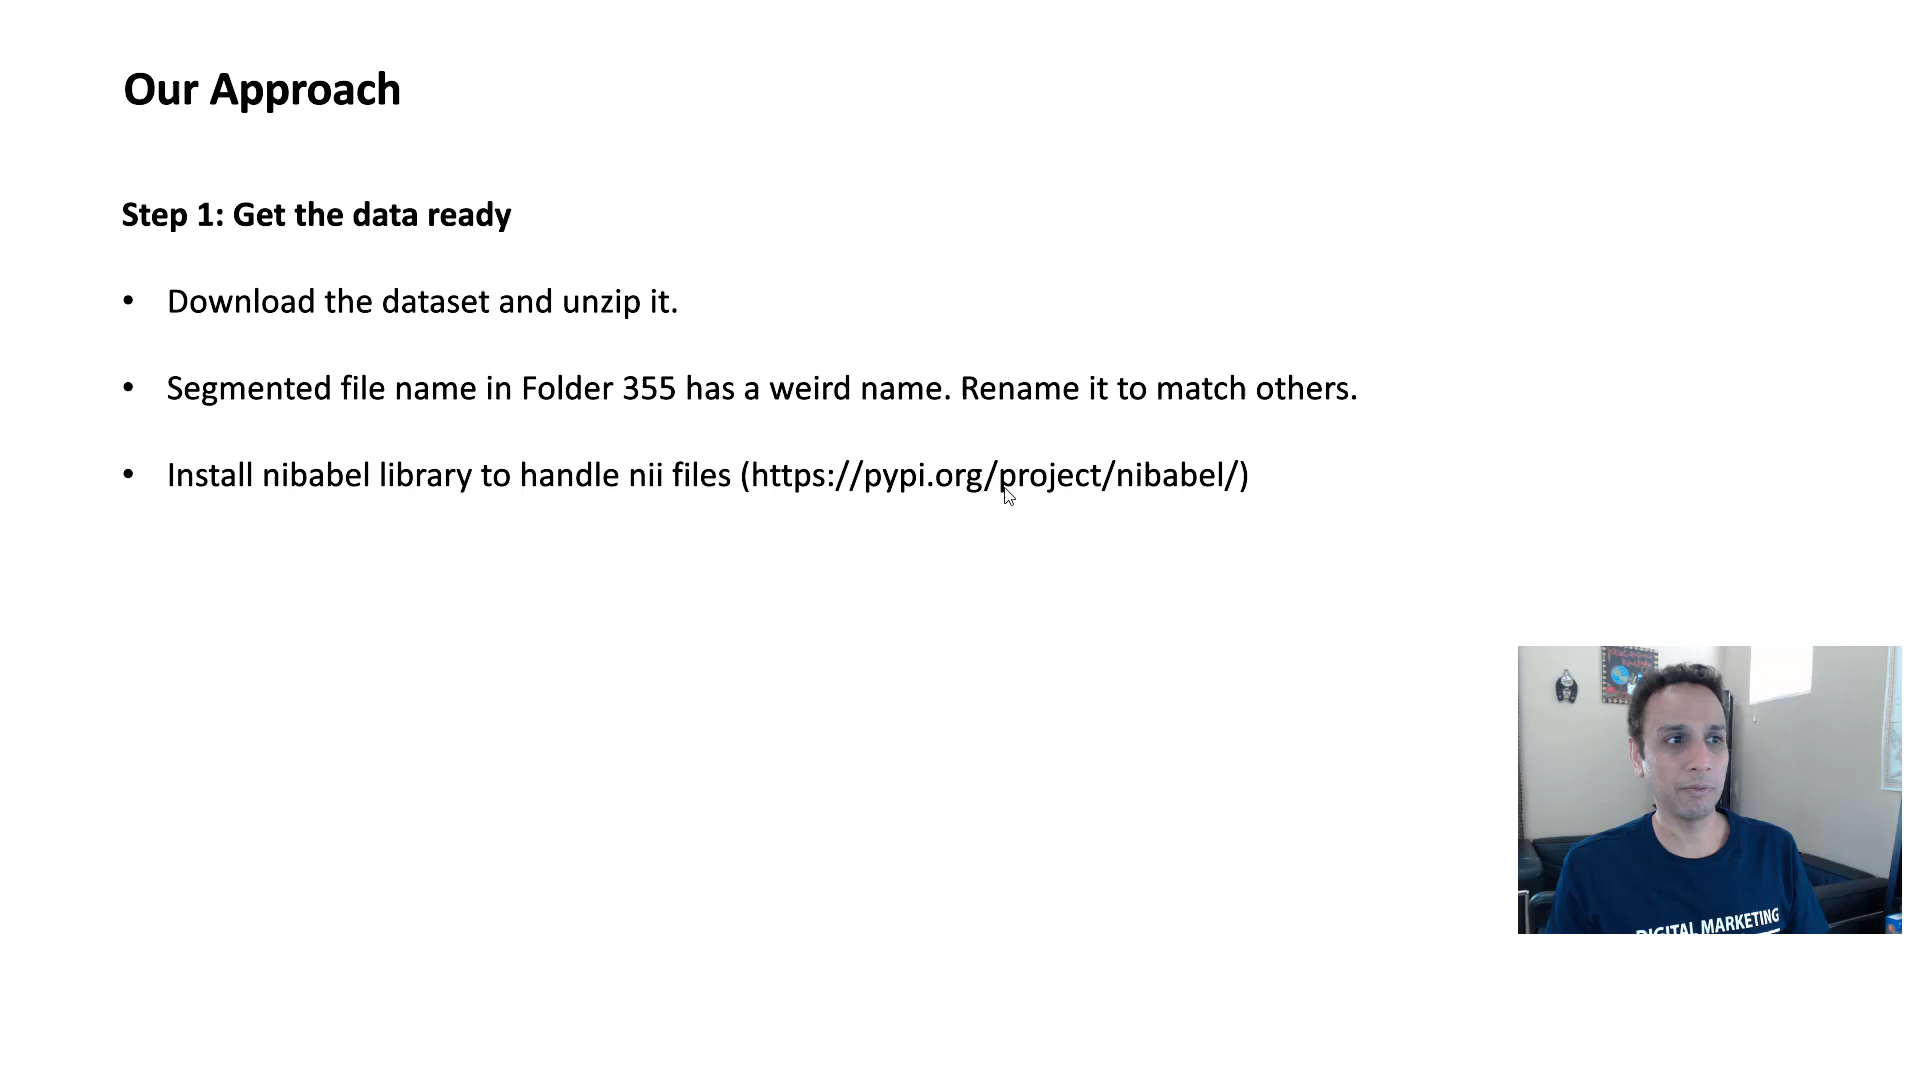 Our Approach
Step 1: Get the data ready
• Download the dataset and unzip it.
• Segmented file name in Folder 355 has a weird name. Rename it to match others.
• Install nibabel library to handle nii files (https://pypi.org/project/nibabel/)
DIGITAL MARKETING